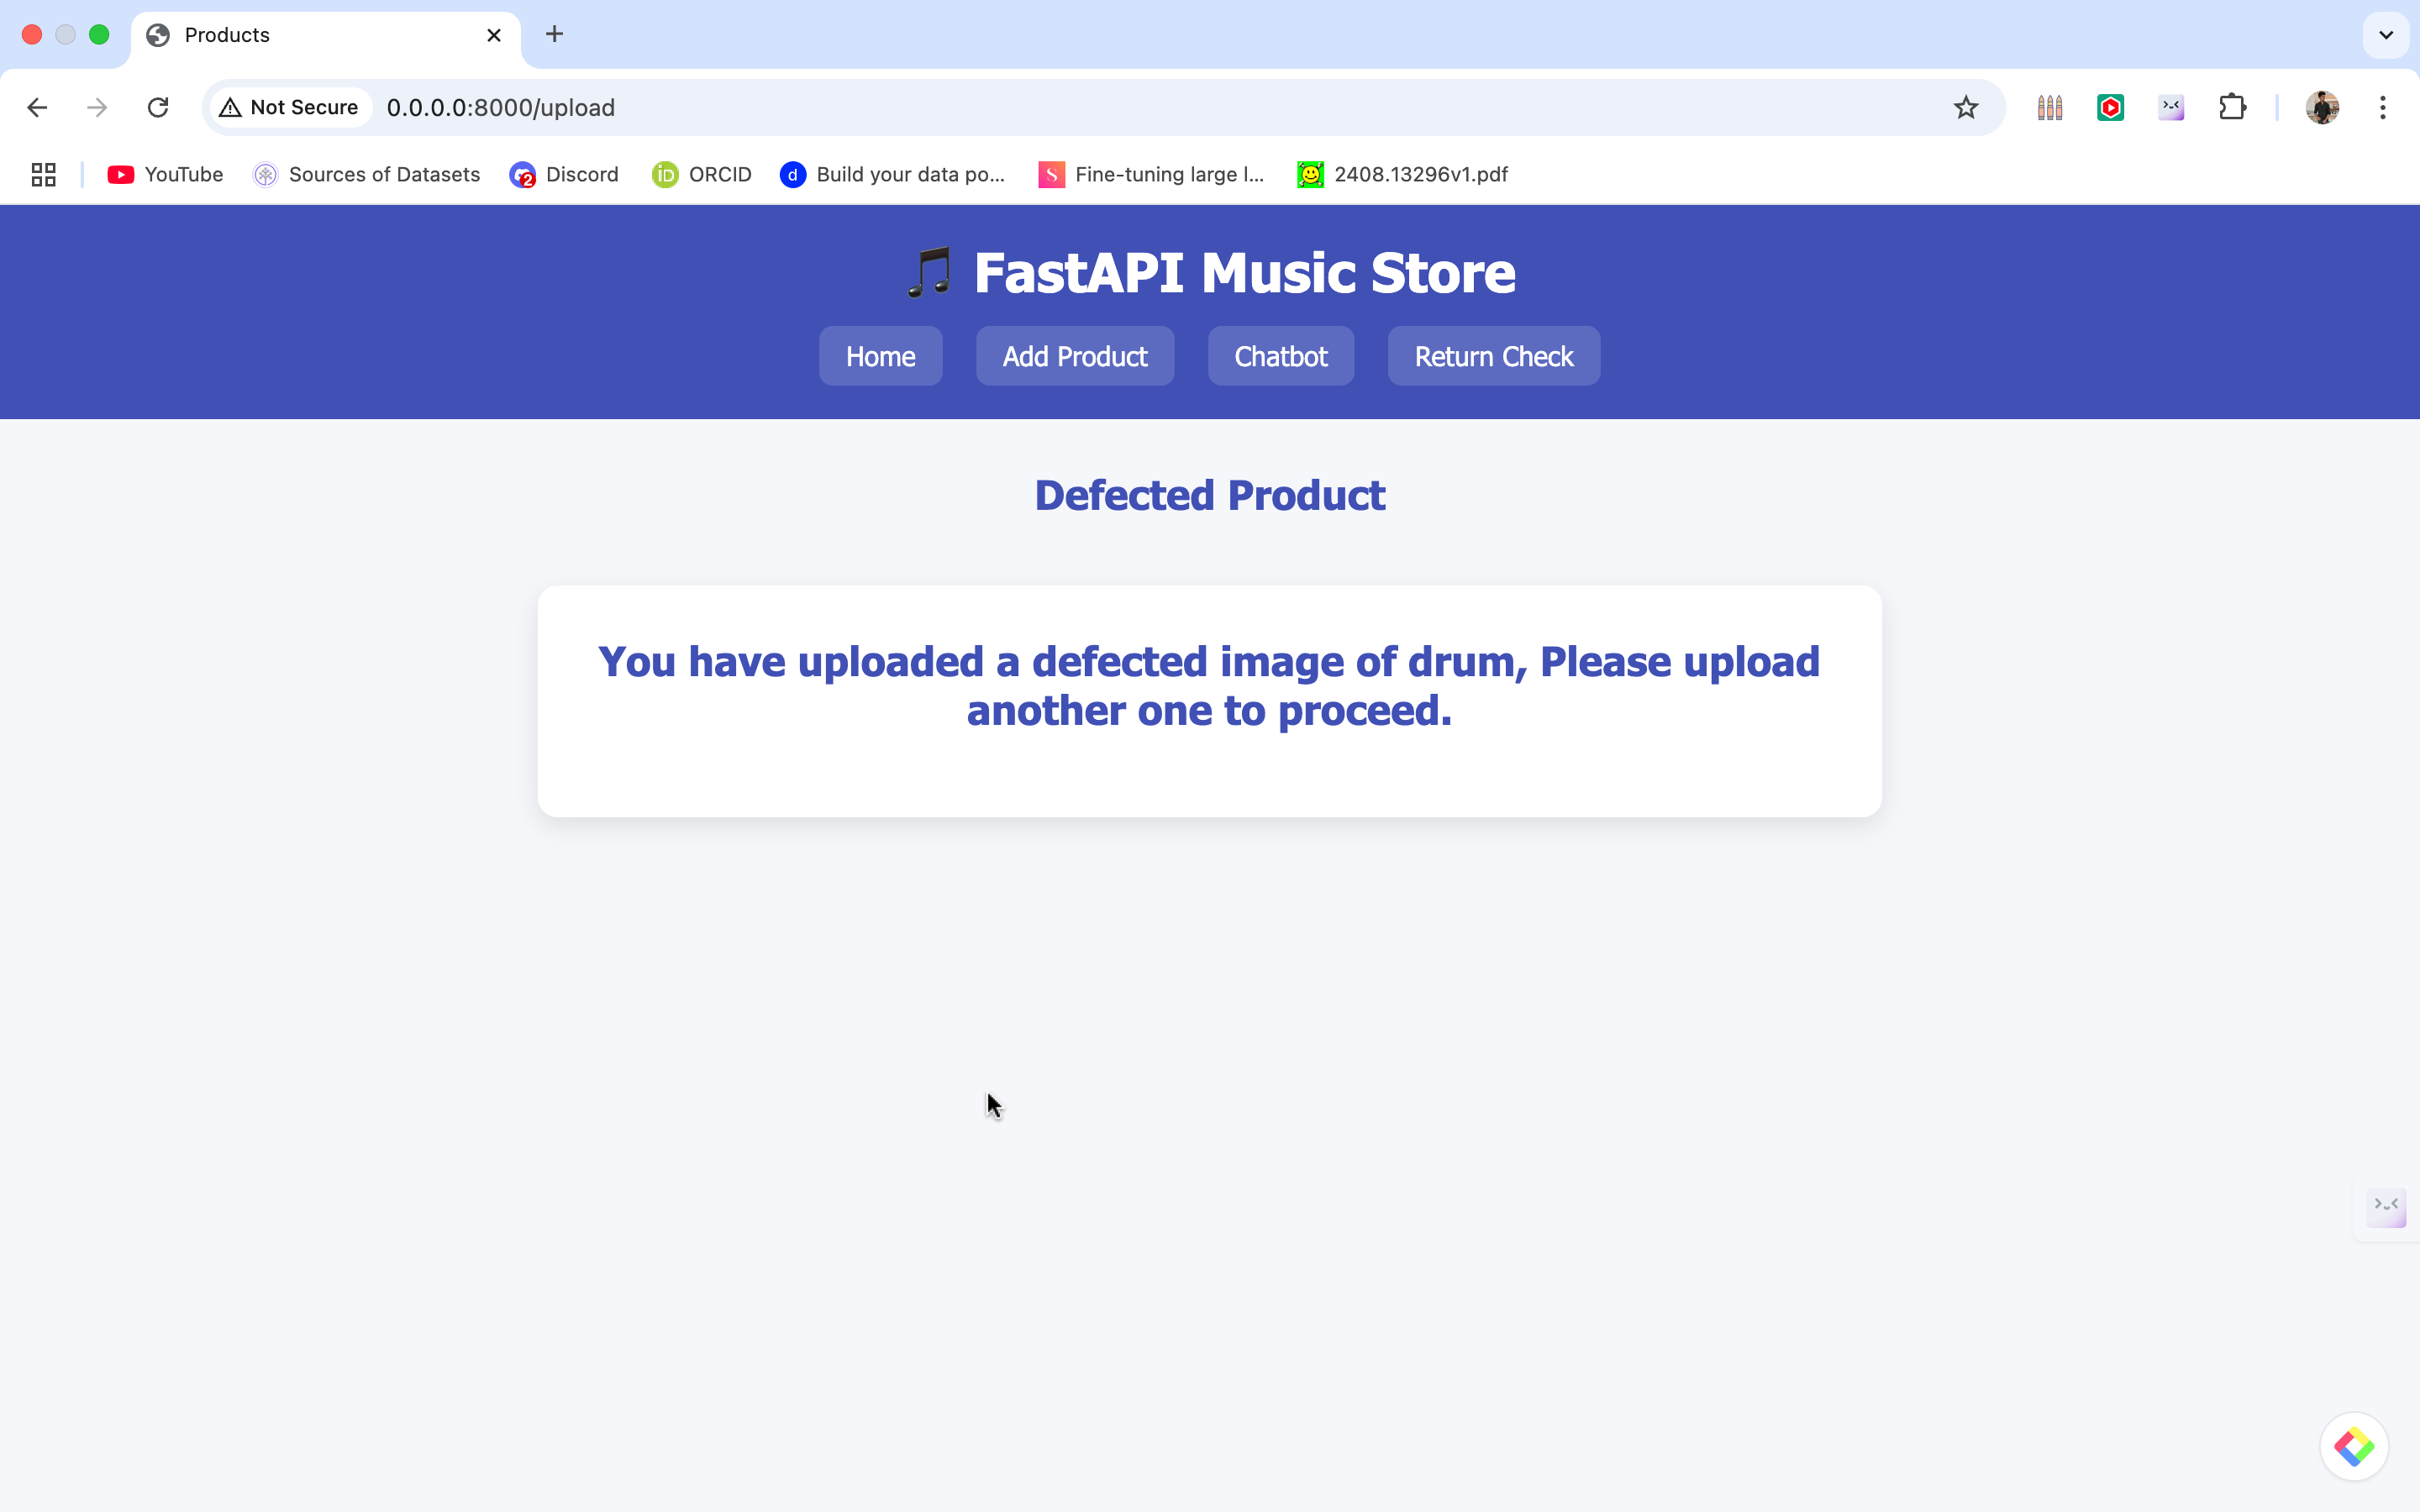 Products
Not Secure 0.0.0.0:8000/upload
YouTube Sources of Datasets 2 Discord iD ORCID d Build your data po... S Fine-tuning large l... 2408.13296v1.pdf
🎵 FastAPI Music Store
Home Add Product Chatbot Return Check
Defected Product
You have uploaded a defected image of drum, Please upload
another one to proceed.